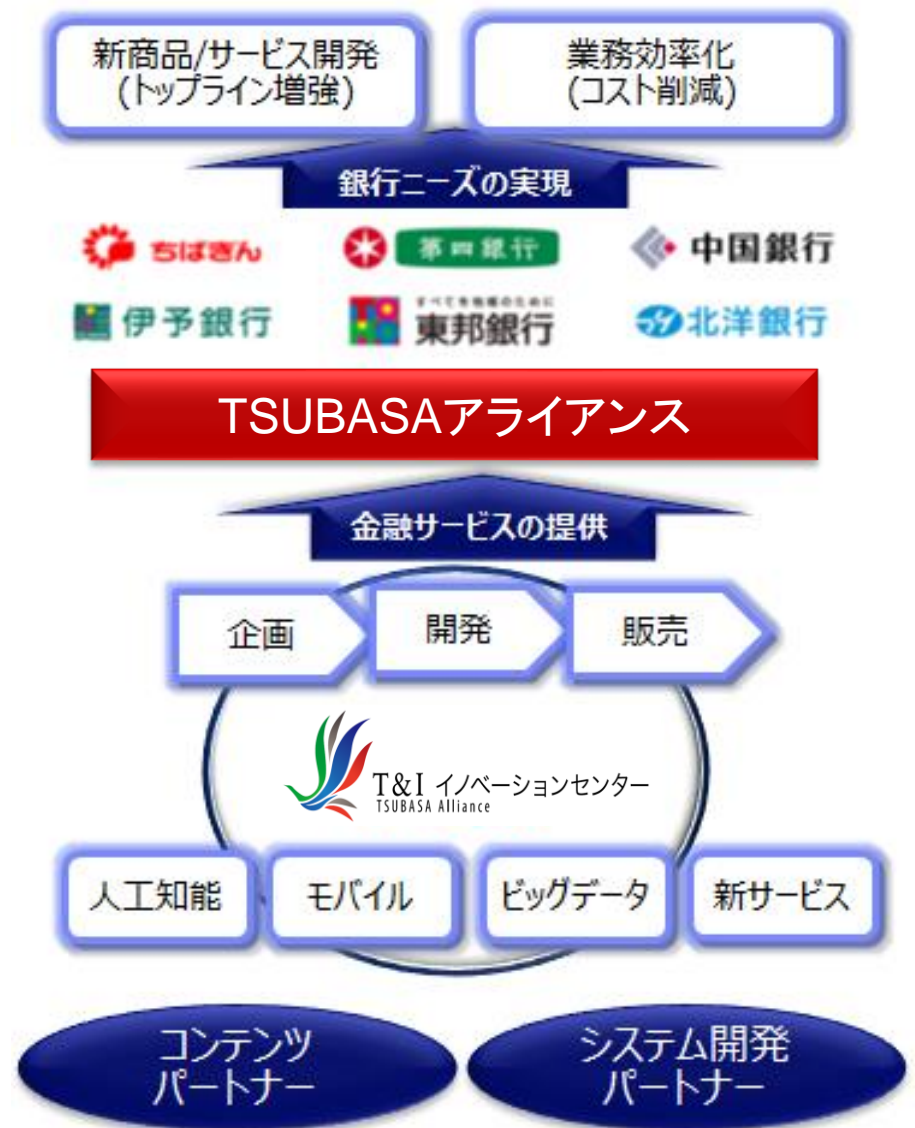 新商品/サービス開発
(トップライン増強)
業務効率化
(コスト削減)
銀行ニーズの実現
ちばぎん
第四銀行
中国銀行
伊予銀行
すべてを地域のために
東邦銀行
北洋銀行
TSUBASAアライアンス
金融サービスの提供
企画
開発
販売
T&I イノベーションセンター
TSUBASA Alliance
人工知能
モバイル
ビッグデータ
新サービス
コンテンツ
パートナー
システム開発
パートナー